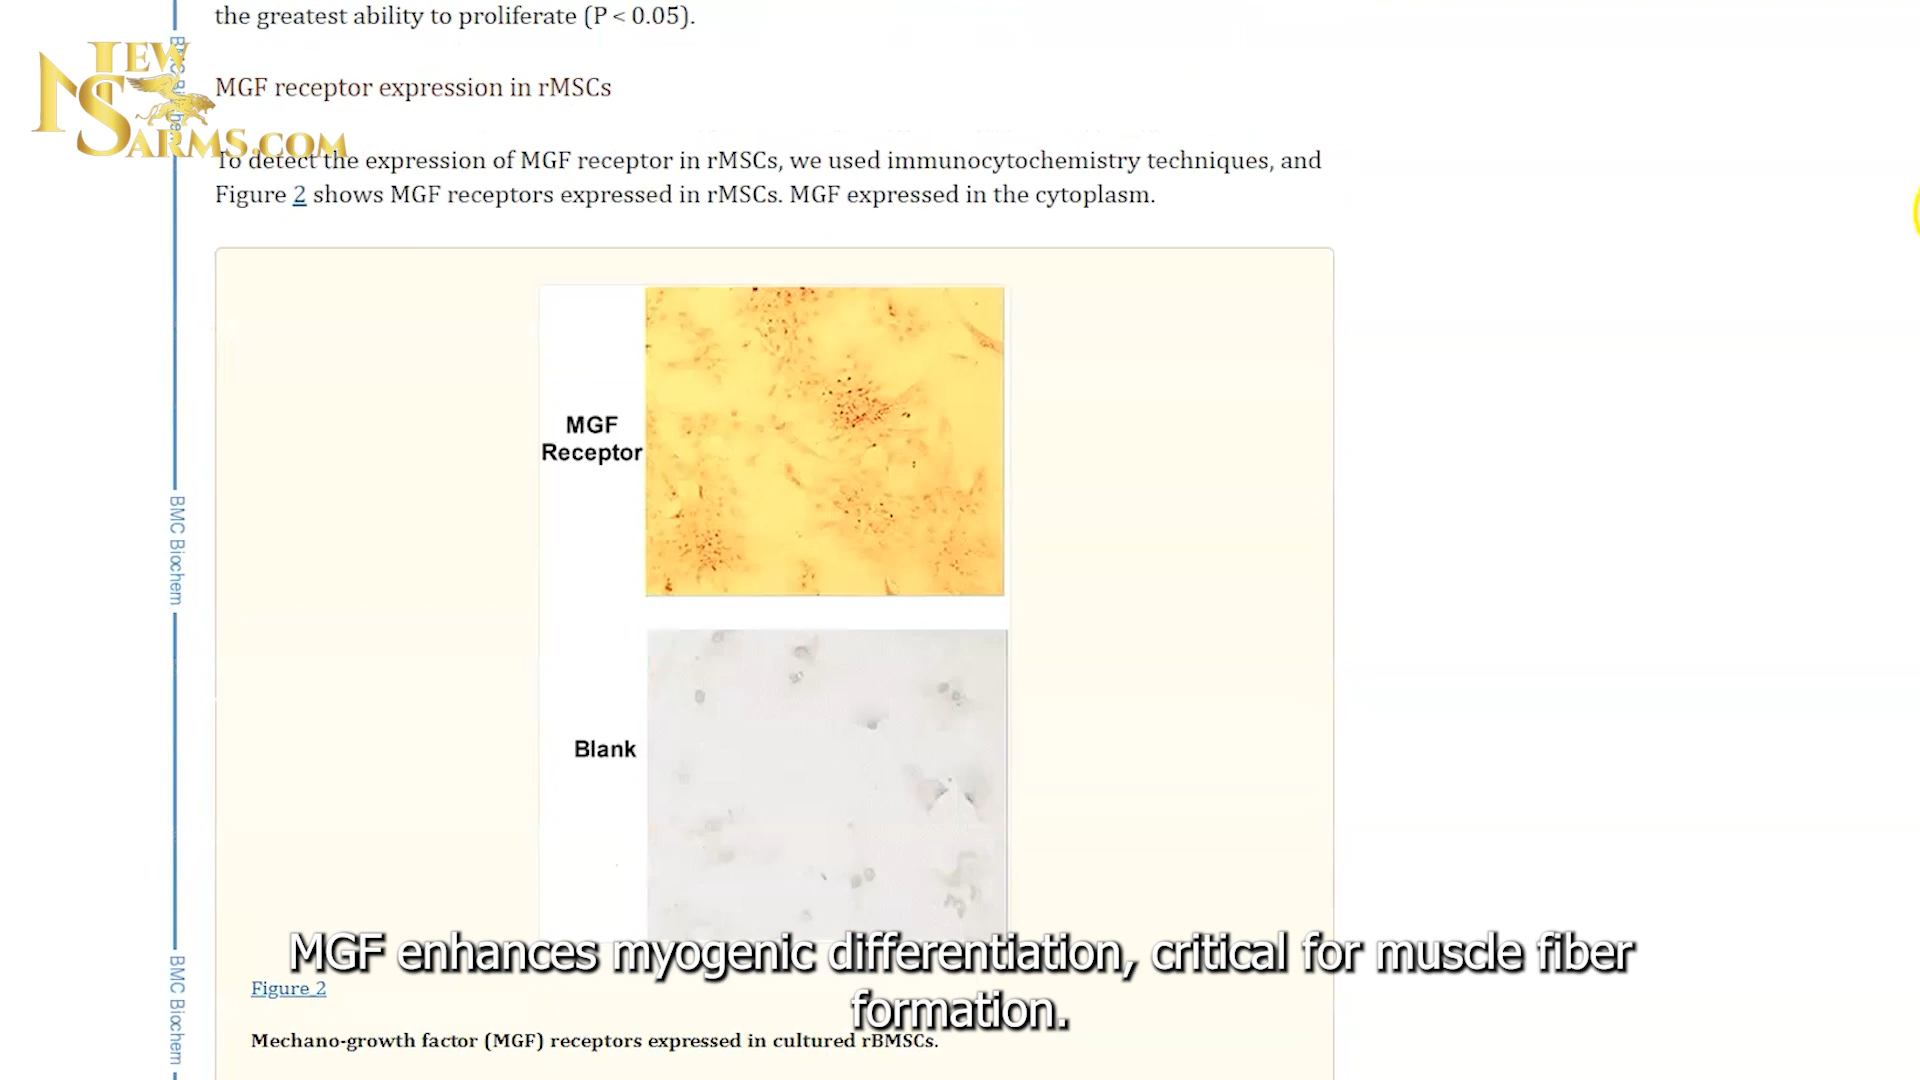 the greatest ability to proliferate (P < 0.05).
NEW
SARMS.COM
MGF receptor expression in rMSCs
To detect the expression of MGF receptor in rMSCs, we used immunocytochemistry techniques, and
Figure 2 shows MGF receptors expressed in rMSCs. MGF expressed in the cytoplasm.
MGF
Receptor
Blank
BMC Biochem
BMC Biochem
MGF enhances myogenic differentiation, critical for muscle fiber
formation.
Figure 2
Mechano-growth factor (MGF) receptors expressed in cultured rBMSCs.